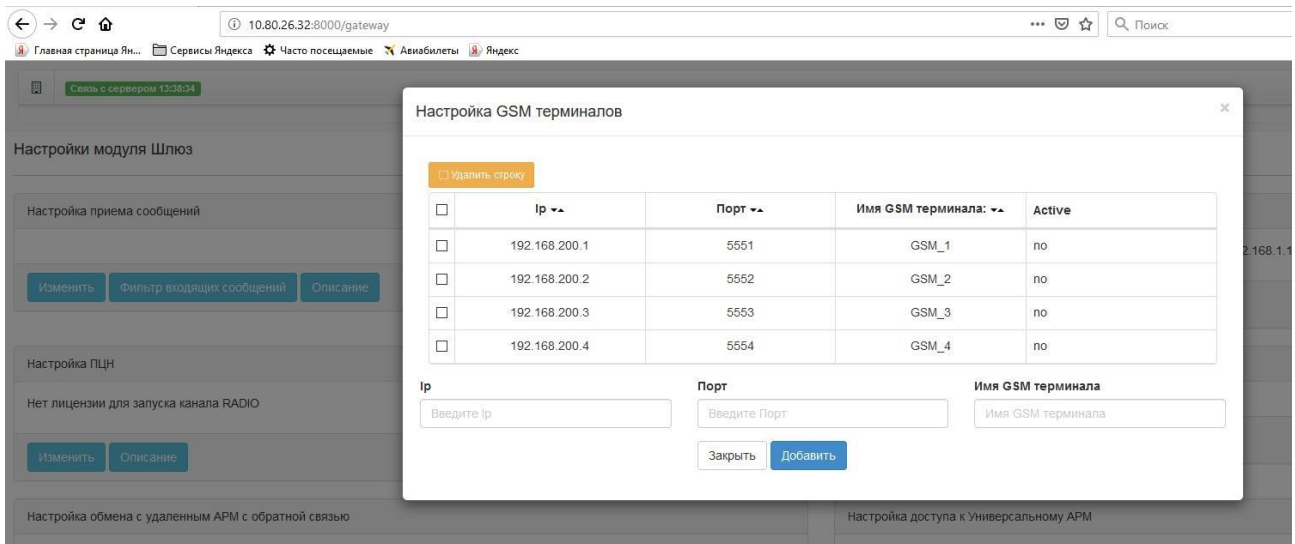 10.80.26.32:8000/gateway
Поиск
Главная страница Ян... Сервисы Яндекса Часто посещаемые Авиабилеты Яндекс
Связь с сервером 13:38:34
Настройка GSM терминалов
Настройки модуля Шлюз
Удалить строку
Ip Порт Имя GSM терминала: Active
192.168.200.1 5551 GSM_1 no
192.168.200.2 5552 GSM_2 no
192.168.200.3 5553 GSM_3 no
192.168.200.4 5554 GSM_4 no
Ip Порт Имя GSM терминала
Введите Ip Введите Порт Имя GSM терминала
Закрыть Добавить
Настройка приема сообщений
2.168.1.1
Изменить Фильтр входящих сообщений Описание
Настройка ПЦН
Нет лицензии для запуска канала RADIO
Изменить Описание
Настройка обмена с удаленным АРМ с обратной связью
Настройка доступа к Универсальному АРМ